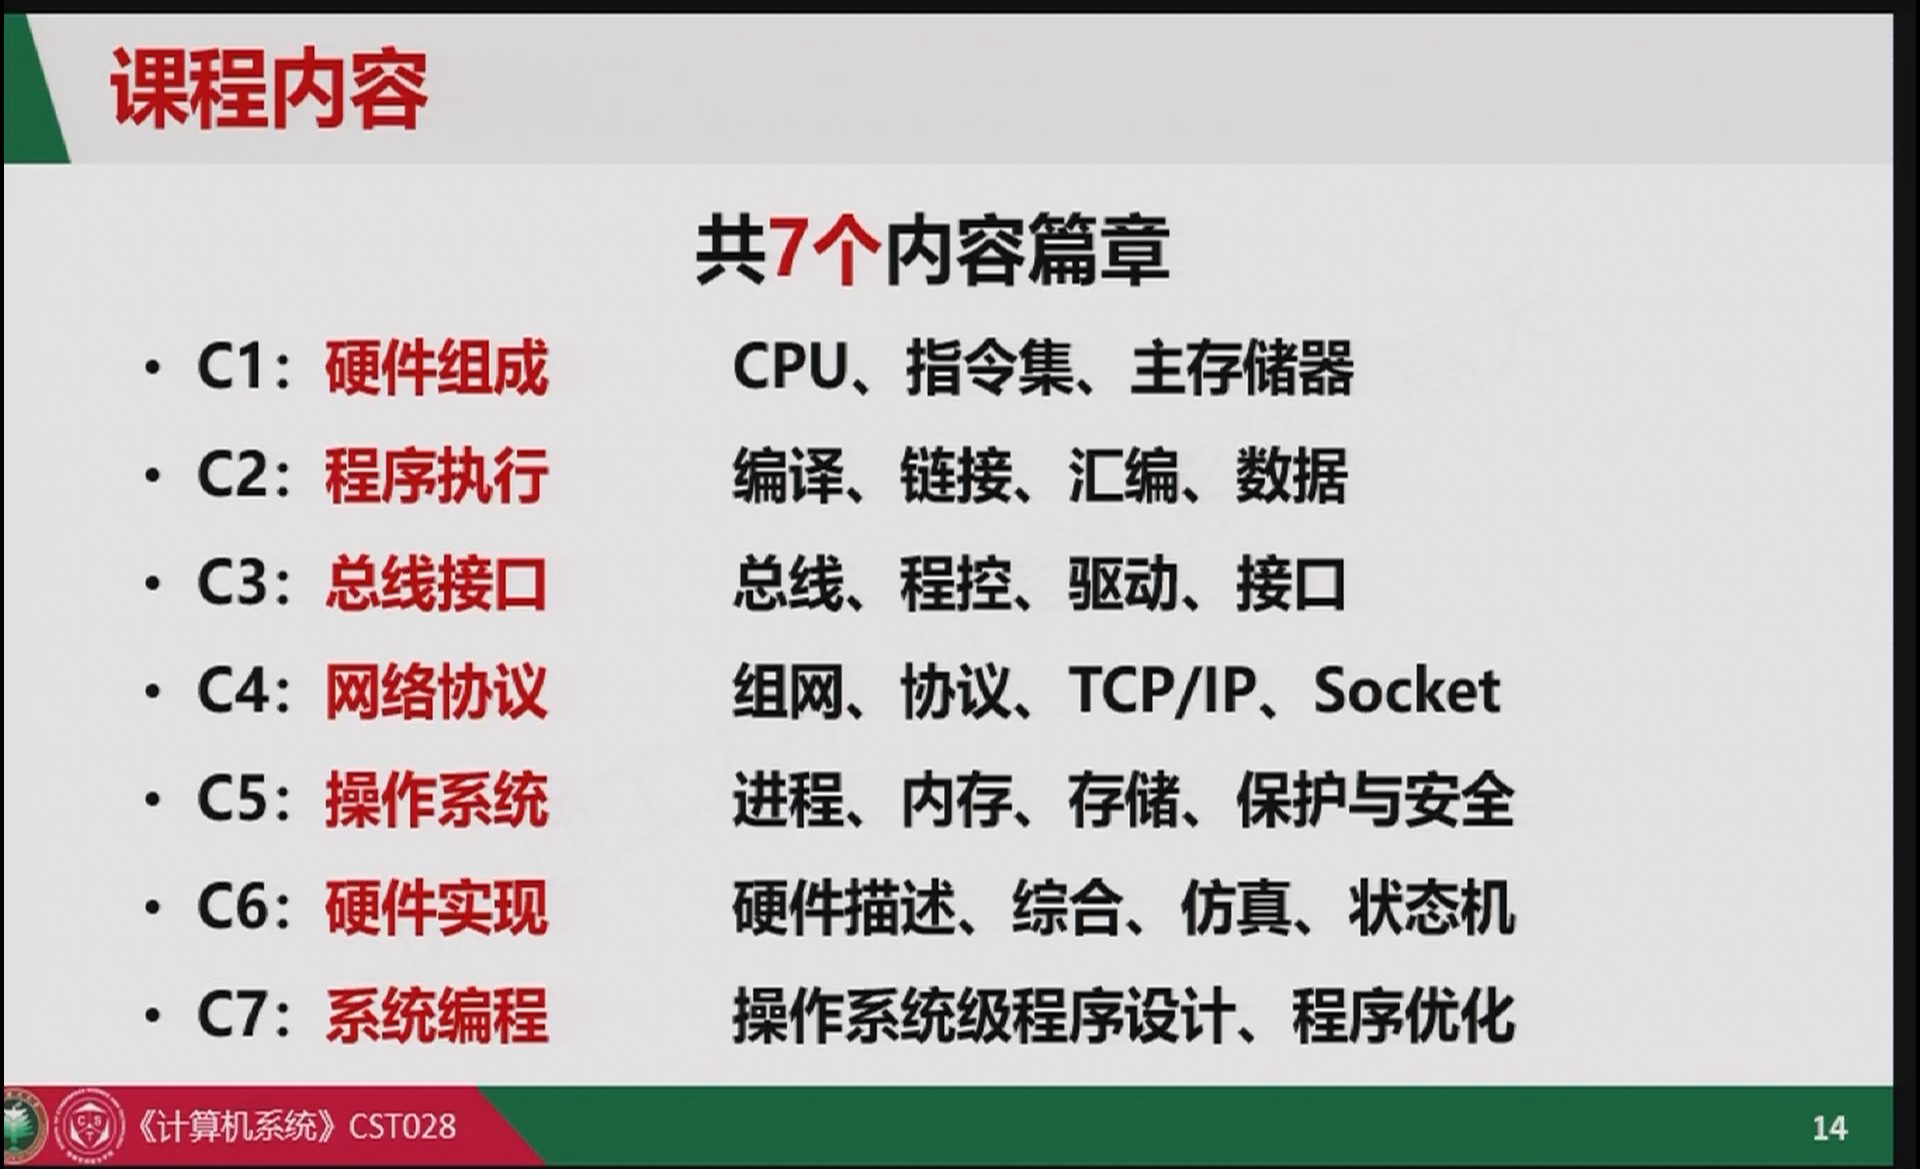 课程内容
共7个内容篇章
• C1：硬件组成 CPU、指令集、主存储器
• C2：程序执行 编译、链接、汇编、数据
• C3：总线接口 总线、程控、驱动、接口
• C4：网络协议 组网、协议、TCP/IP、Socket
• C5：操作系统 进程、内存、存储、保护与安全
• C6：硬件实现 硬件描述、综合、仿真、状态机
• C7：系统编程 操作系统级程序设计、程序优化
《计算机系统》CST028
14